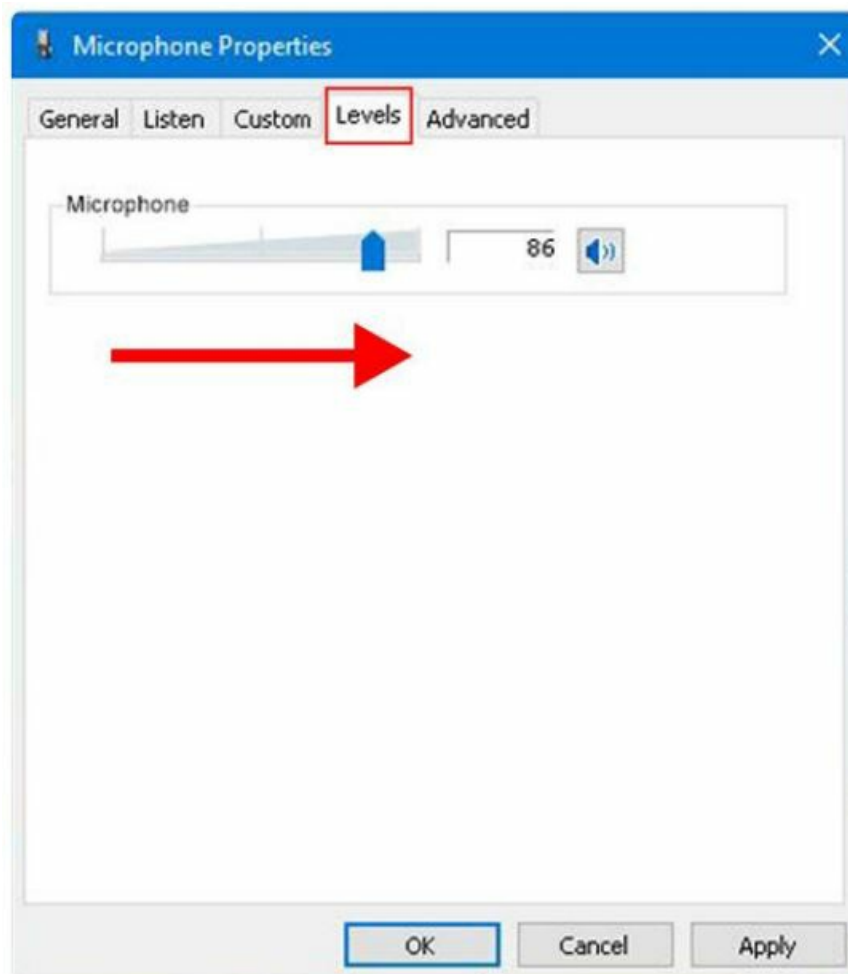 Microphone Properties
General Listen Custom Levels Advanced
Microphone
86
OK Cancel Apply